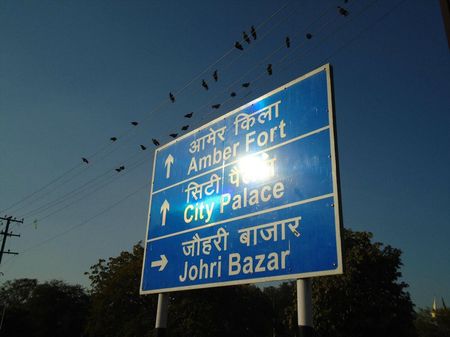 आमेर किला
Amber Fort
सिटी पैलेस
City Palace
जौहरी बाजार
Johri Bazar